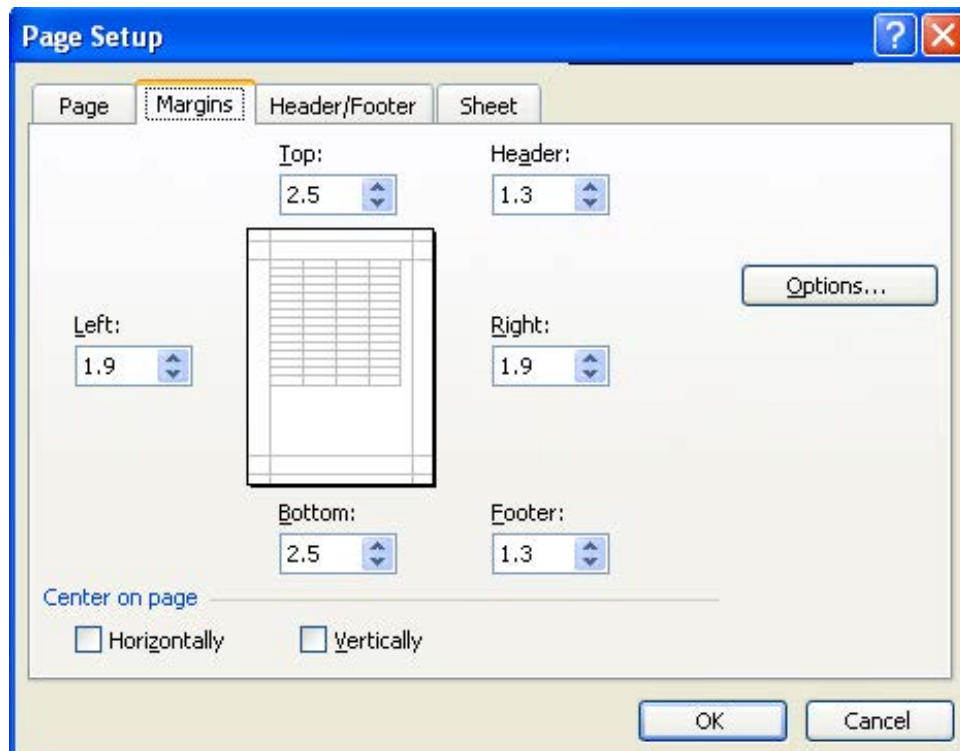 Page Setup
Page Margins Header/Footer Sheet
Top: Header:
2.5 1.3
Options...
Left: Right:
1.9 1.9
Bottom: Footer:
2.5 1.3
Center on page
Horizontally Vertically
OK Cancel